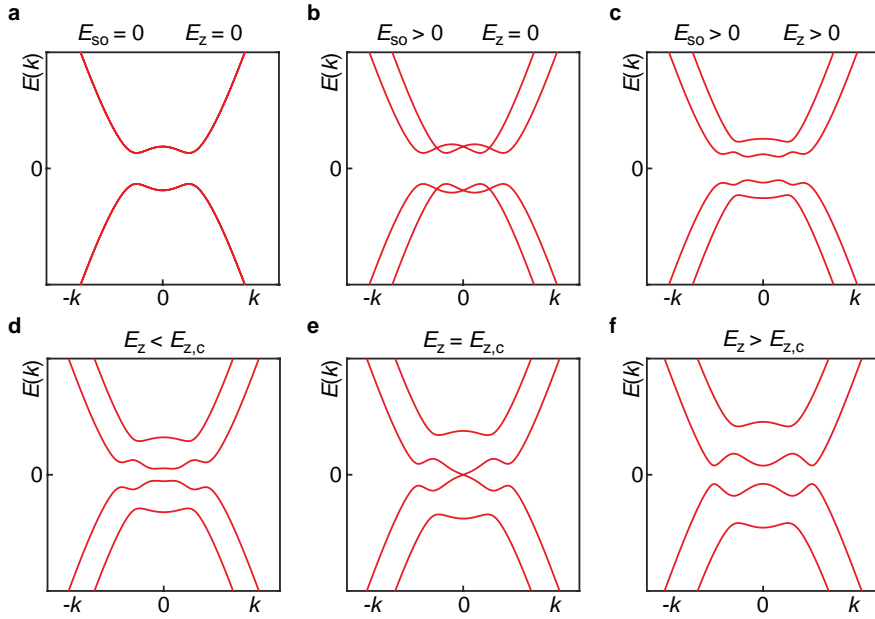 a
E_so = 0 E_z = 0
E(k)
0
-k 0 k
b
E_so > 0 E_z = 0
E(k)
0
-k 0 k
c
E_so > 0 E_z > 0
E(k)
0
-k 0 k
d
E_z < E_z,c
E(k)
0
-k 0 k
e
E_z = E_z,c
E(k)
0
-k 0 k
f
E_z > E_z,c
E(k)
0
-k 0 k